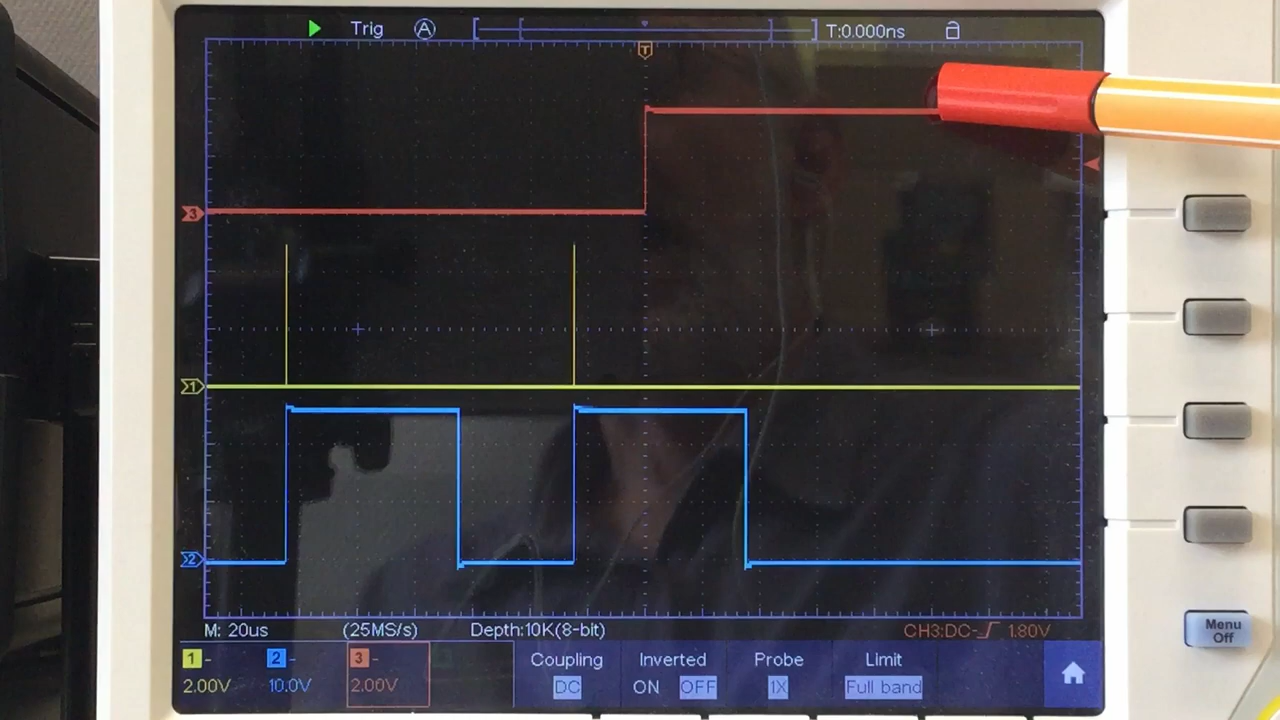 Trig A T:0.000ns
T
3
1
2
M: 20us (25MS/s) Depth:10K(8-bit) CH3:DC- 1.80V
1 - 2 - 3 - Coupling Inverted Probe Limit
2.00V 10.0V 2.00V DC ON OFF 1X Full band
Menu
Off